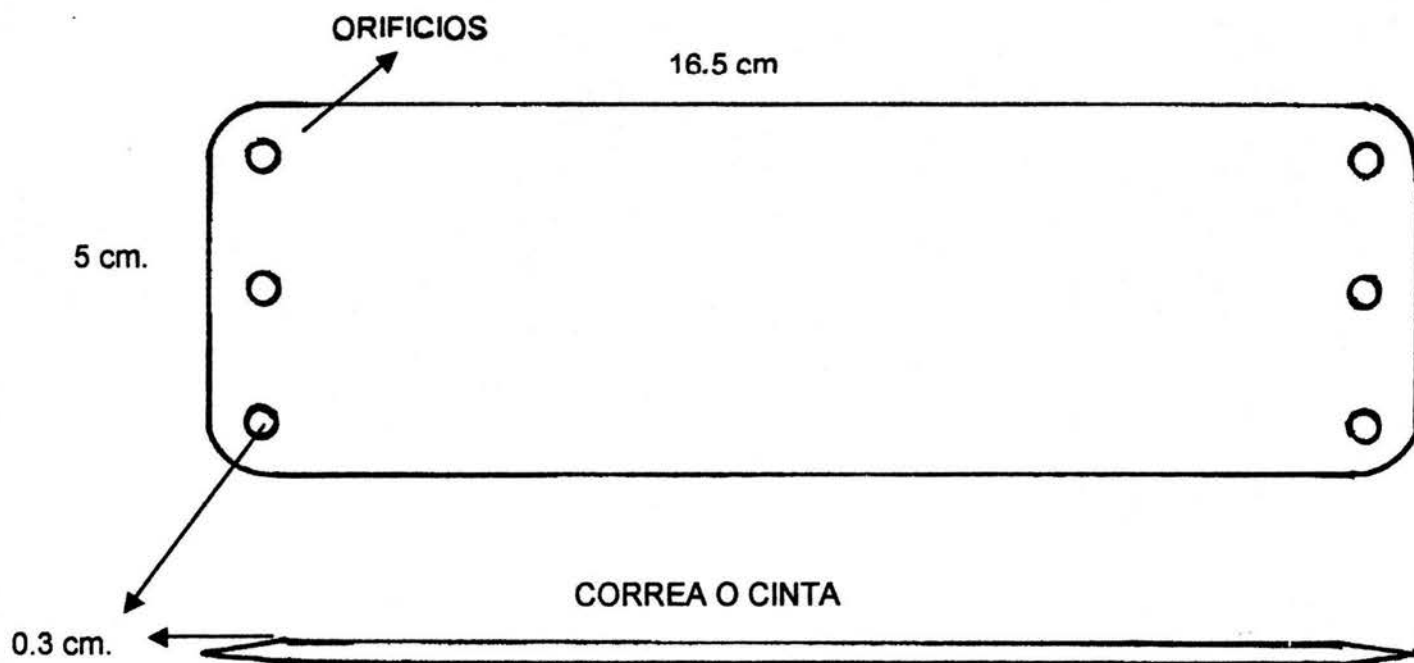 ORIFICIOS
16.5 cm
5 cm.
CORREA O CINTA
0.3 cm.